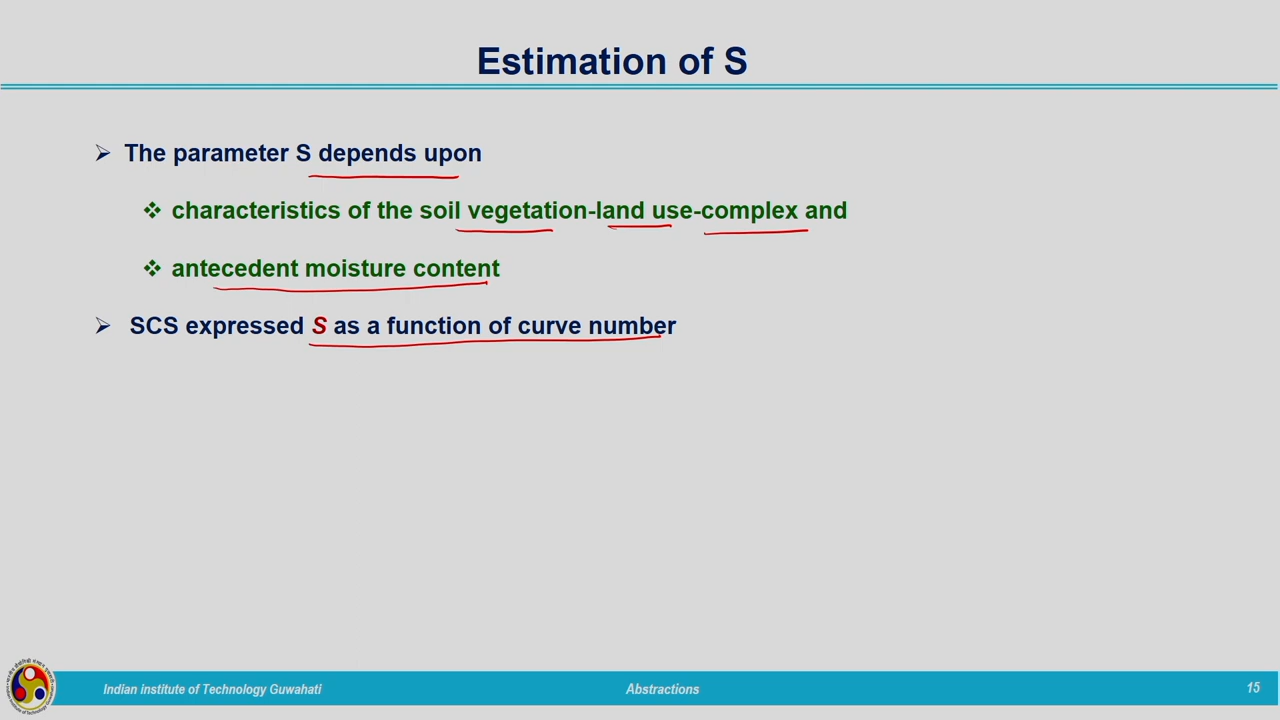 Estimation of S
The parameter S depends upon
characteristics of the soil vegetation-land use-complex and
antecedent moisture content
SCS expressed S as a function of curve number
Indian institute of Technology Guwahati
Abstractions
15